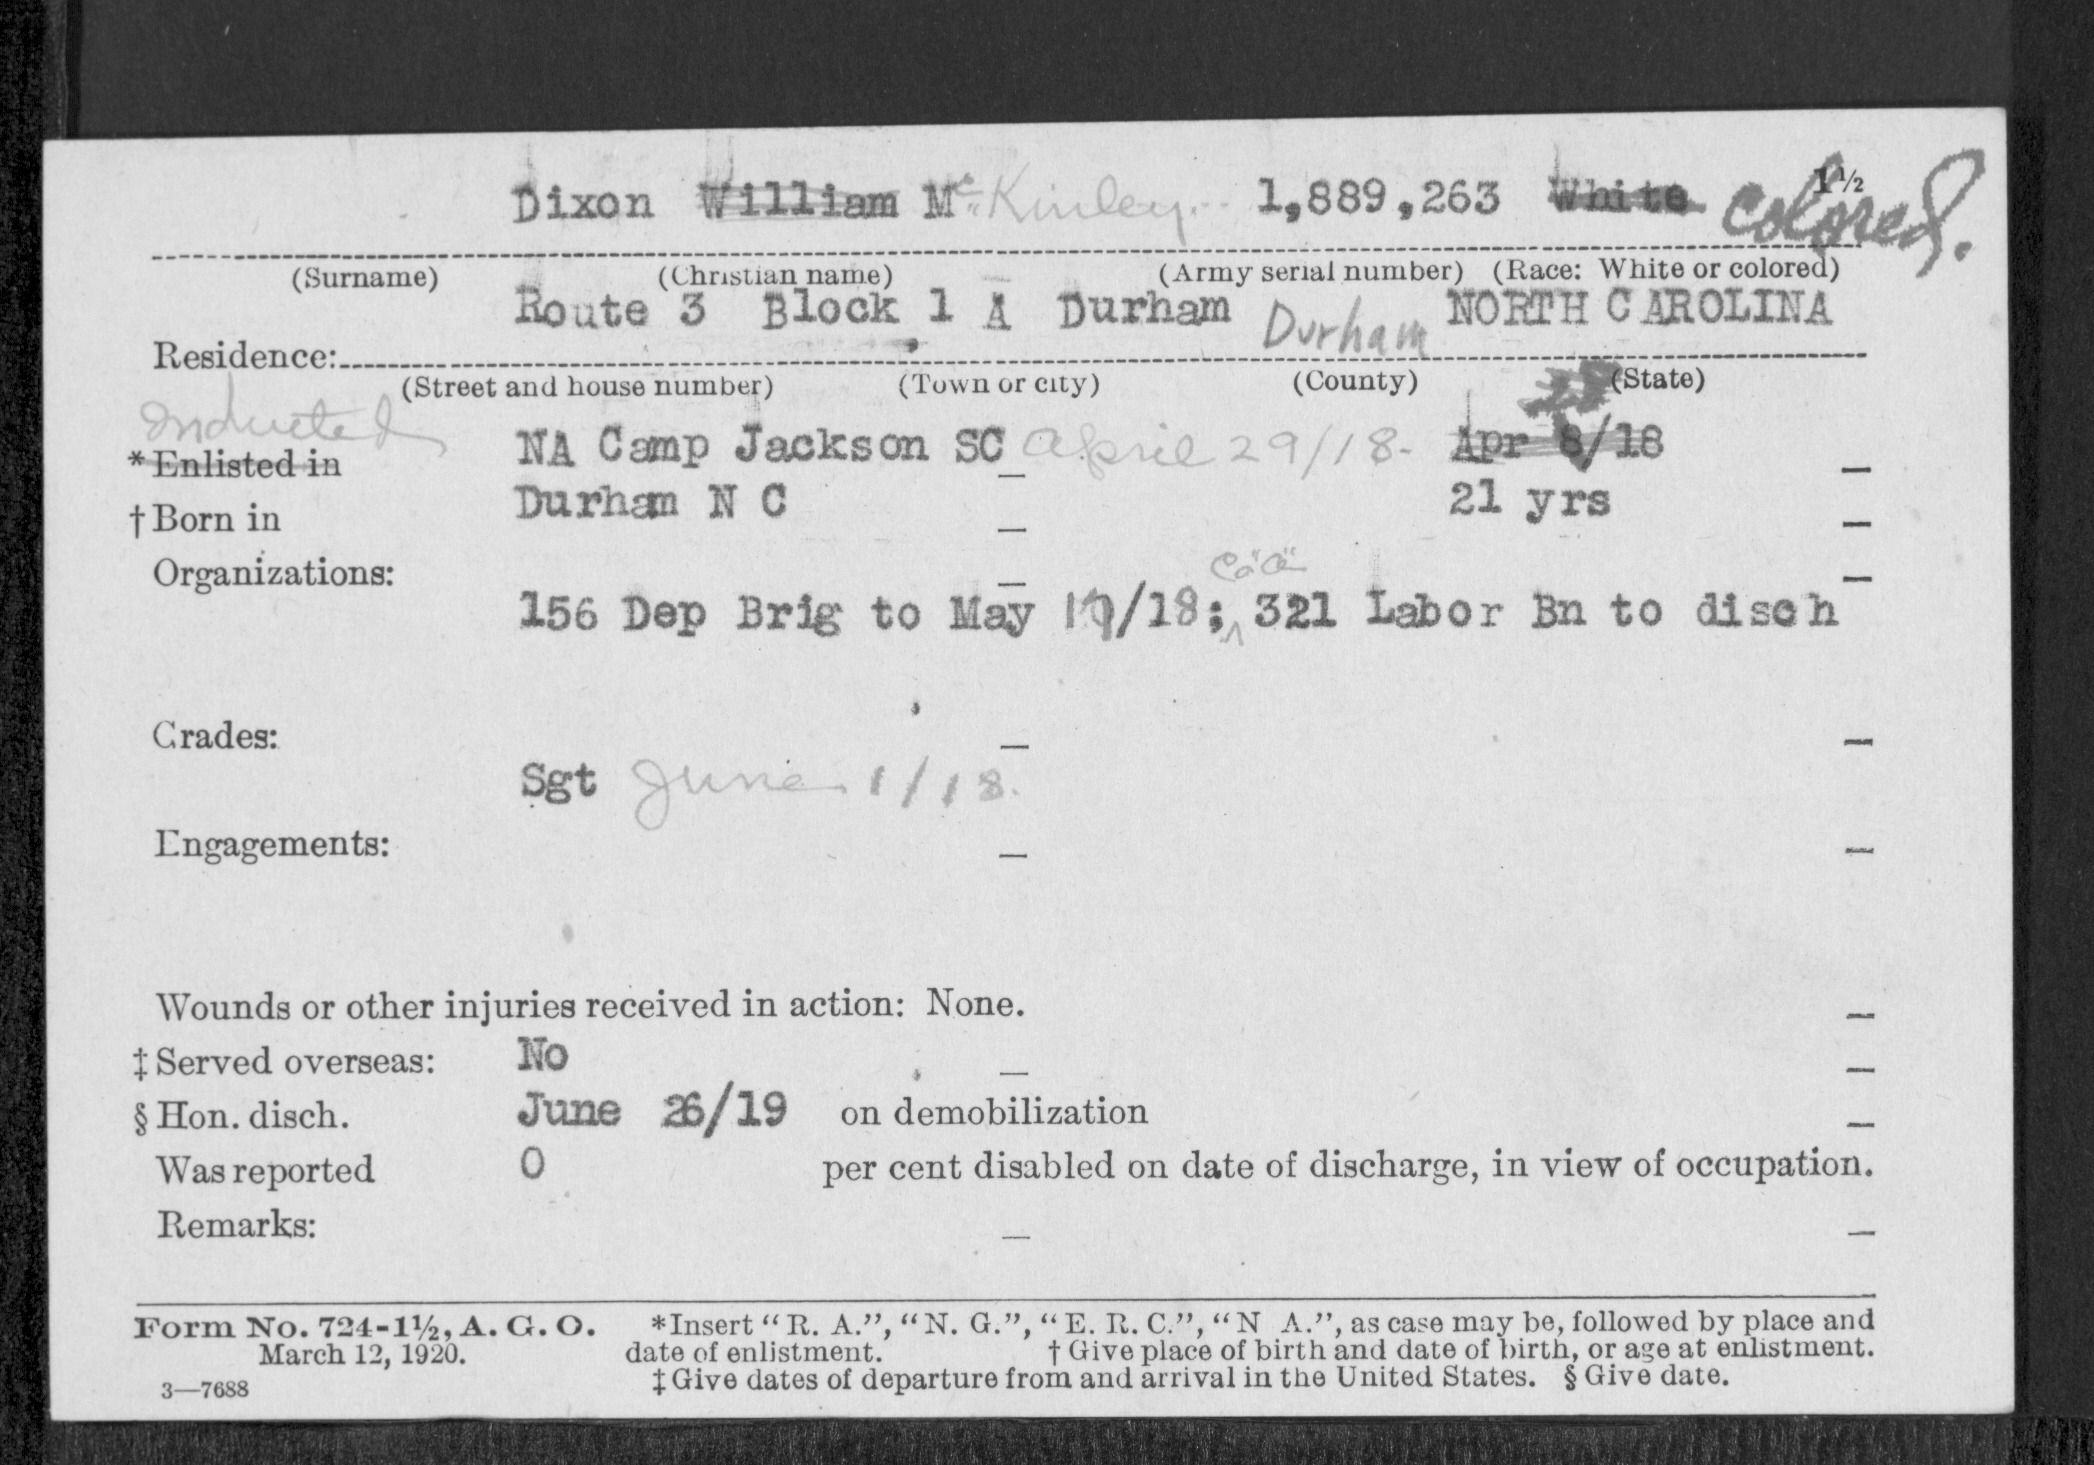 1½
Dixon William Mc Kinley 1,889,263 White Colored.
(Surname) (Christian name) (Army serial number) (Race: White or colored)
Route 3 Block 1 A Durham Durham NORTH CAROLINA
Residence:
(Street and house number) (Town or city) (County) (State)
Inducted
*Enlisted in NA Camp Jackson SC April 29/18. Apr 8/18
†Born in Durham N C 21 yrs
Organizations:
Co "C"
156 Dep Brig to May /18; 321 Labor Bn to disch
Grades:
Sgt June 1/18.
Engagements:
Wounds or other injuries received in action: None.
‡Served overseas: No
§Hon. disch. June 26/19 on demobilization
Was reported 0 per cent disabled on date of discharge, in view of occupation.
Remarks:
Form No. 724-1½, A. G. O. *Insert "R. A.", "N. G.", "E. R. C.", "N A.", as case may be, followed by place and
March 12, 1920. date of enlistment. †Give place of birth and date of birth, or age at enlistment.
3—7688 ‡Give dates of departure from and arrival in the United States. §Give date.